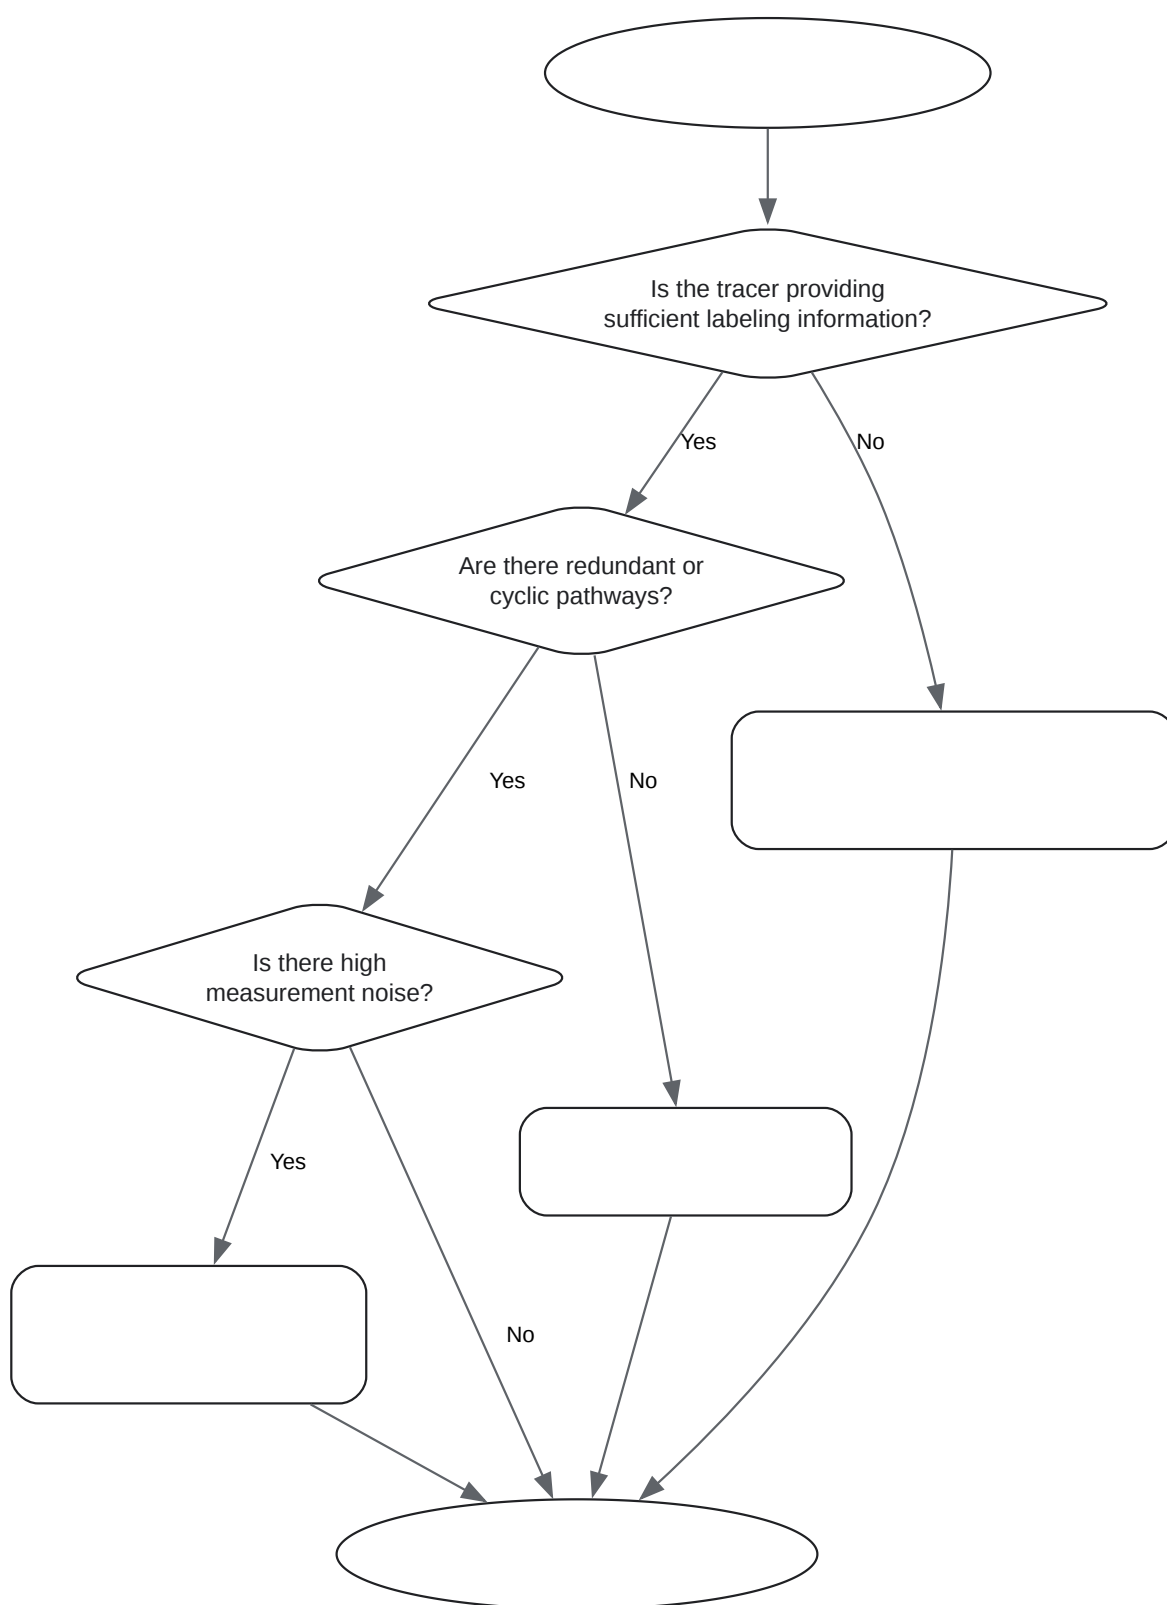 Is the tracer providing
sufficient labeling information?
Yes
No
Are there redundant or
cyclic pathways?
Yes
No
Is there high
measurement noise?
Yes
No